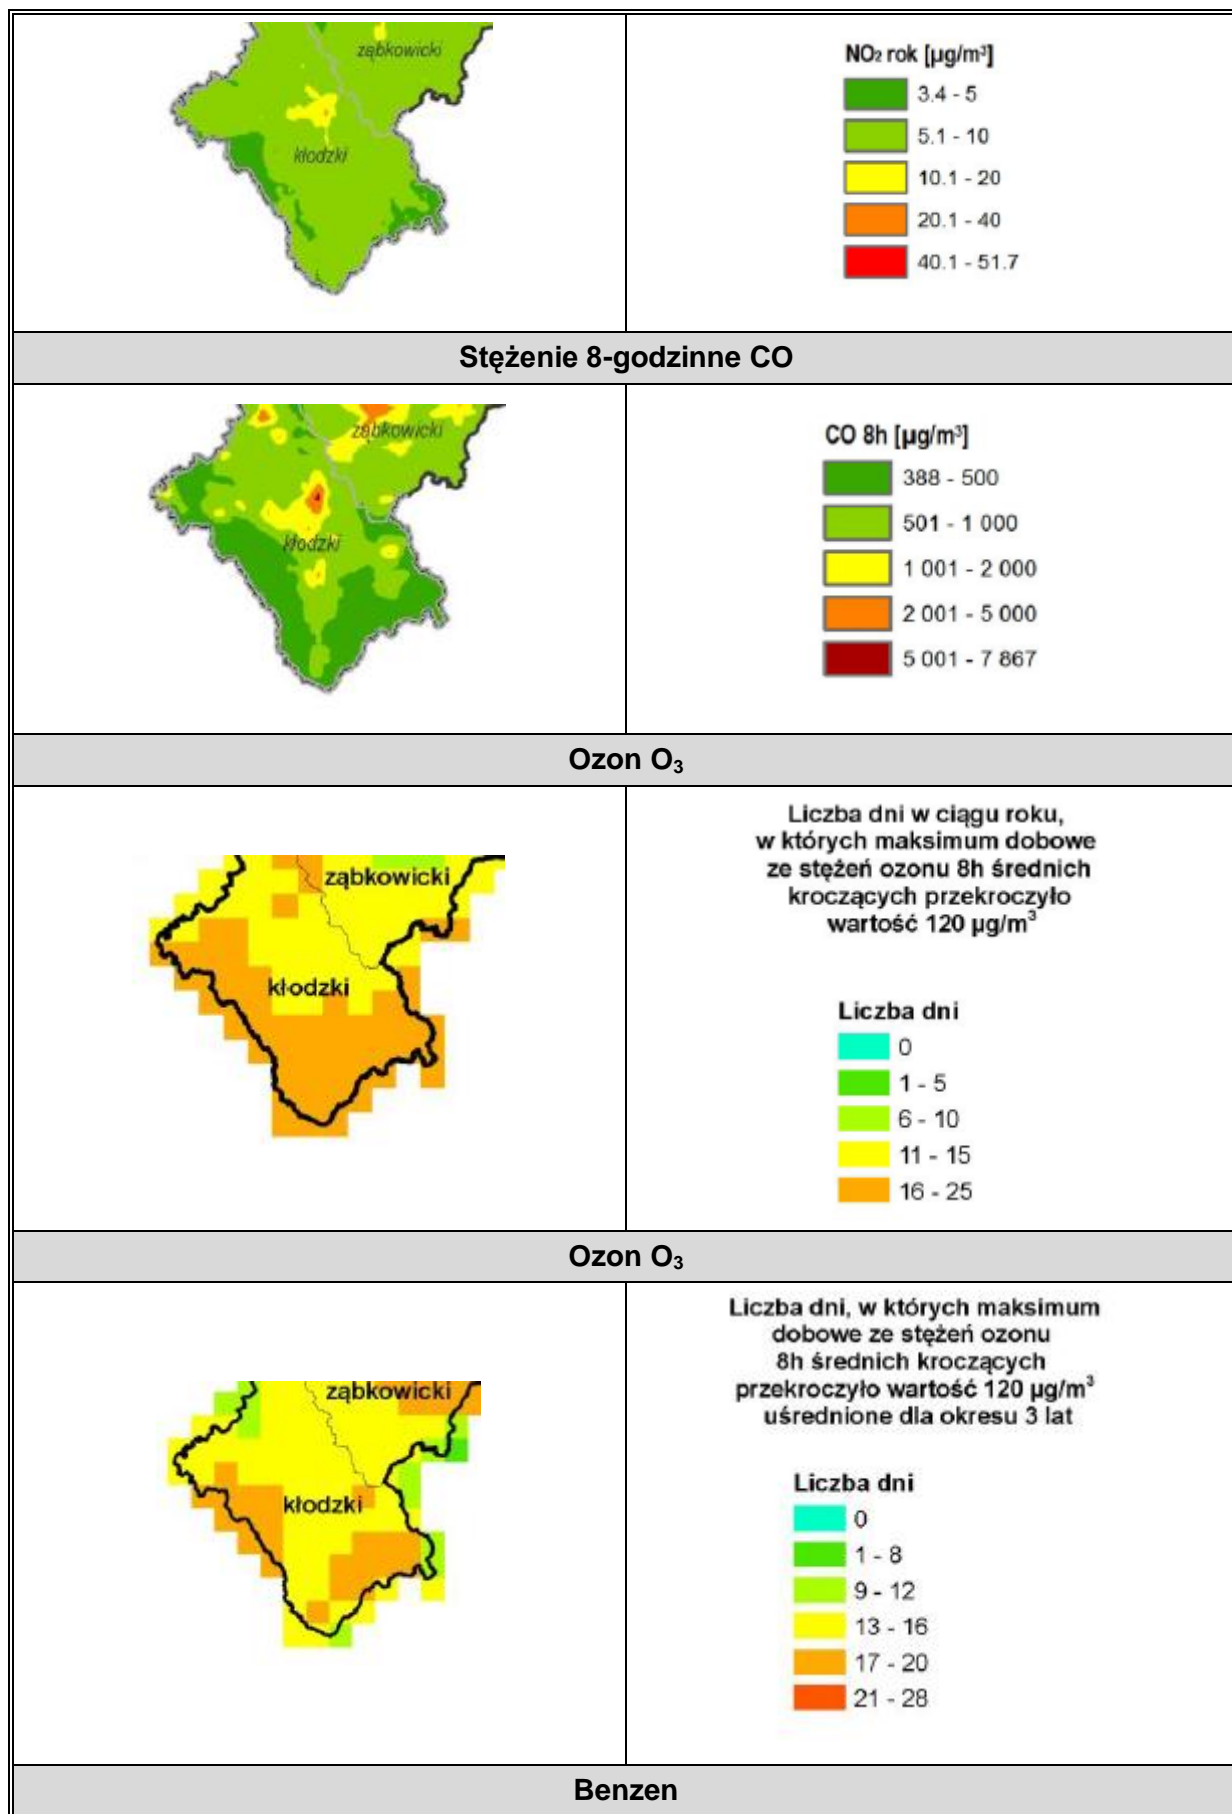 ząbkowicki
kłodzki
NO₂ rok [µg/m³]
3.4 - 5
5.1 - 10
10.1 - 20
20.1 - 40
40.1 - 51.7
Stężenie 8-godzinne CO
ząbkowicki
kłodzki
CO 8h [µg/m³]
388 - 500
501 - 1 000
1 001 - 2 000
2 001 - 5 000
5 001 - 7 867
Ozon O₃
ząbkowicki
kłodzki
Liczba dni w ciągu roku,
w których maksimum dobowe
ze stężeń ozonu 8h średnich
kroczących przekroczyło
wartość 120 µg/m³
Liczba dni
0
1 - 5
6 - 10
11 - 15
16 - 25
Ozon O₃
ząbkowicki
kłodzki
Liczba dni, w których maksimum
dobowe ze stężeń ozonu
8h średnich kroczących
przekroczyło wartość 120 µg/m³
uśrednione dla okresu 3 lat
Liczba dni
0
1 - 8
9 - 12
13 - 16
17 - 20
21 - 28
Benzen